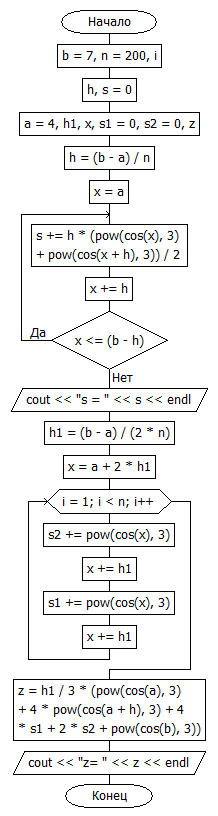 Начало
b = 7, n = 200, i
h, s = 0
a = 4, h1, x, s1 = 0, s2 = 0, z
h = (b - a) / n
x = a
s += h * (pow(cos(x), 3)
+ pow(cos(x + h), 3)) / 2
x += h
Да
x <= (b - h)
Нет
cout << "s = " << s << endl
h1 = (b - a) / (2 * n)
x = a + 2 * h1
i = 1; i < n; i++
s2 += pow(cos(x), 3)
x += h1
s1 += pow(cos(x), 3)
x += h1
z = h1 / 3 * (pow(cos(a), 3)
+ 4 * pow(cos(a + h), 3) + 4
* s1 + 2 * s2 + pow(cos(b), 3))
cout << "z= " << z << endl
Конец